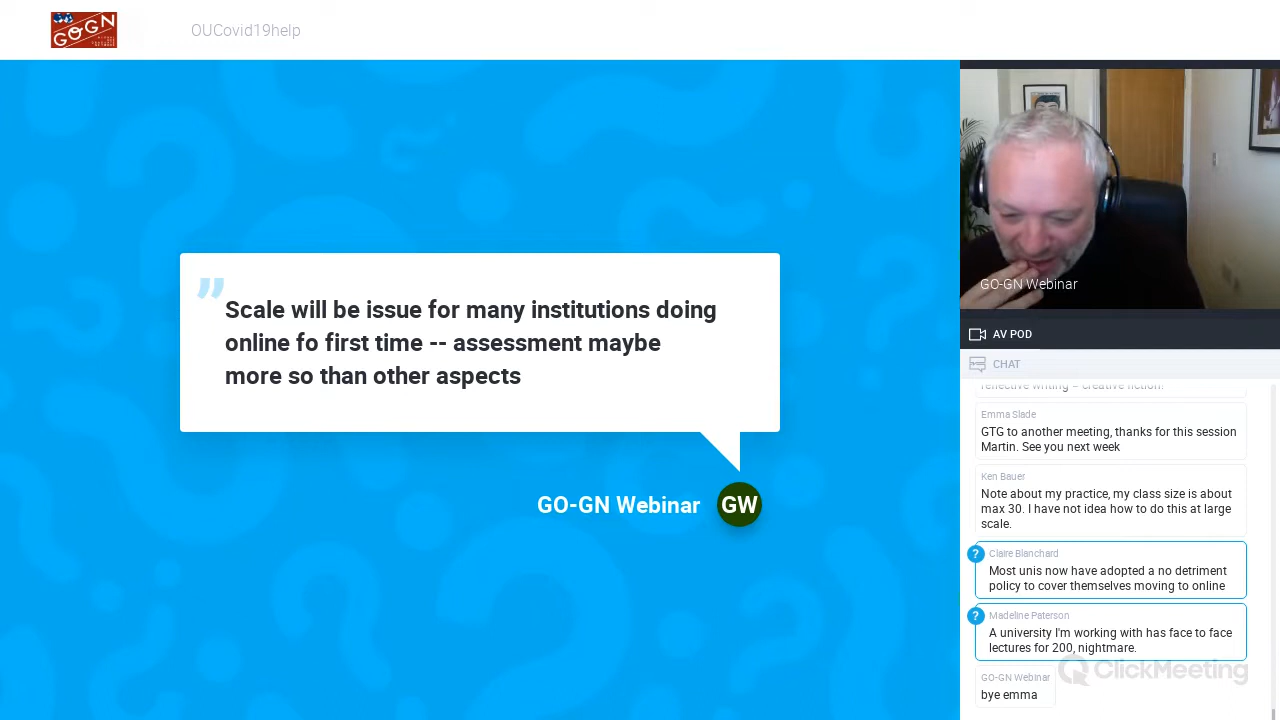 GO-GN
OUCovid19help
Scale will be issue for many institutions doing
online fo first time -- assessment maybe
more so than other aspects
GO-GN Webinar
GW
GO-GN Webinar
AV POD
CHAT
reflective writing = creative fiction!
Emma Slade
GTG to another meeting, thanks for this session
Martin. See you next week
Ken Bauer
Note about my practice, my class size is about
max 30. I have not idea how to do this at large
scale.
?
Claire Blanchard
Most unis now have adopted a no detriment
policy to cover themselves moving to online
?
Madeline Paterson
A university I'm working with has face to face
lectures for 200, nightmare.
ClickMeeting
GO-GN Webinar
bye emma